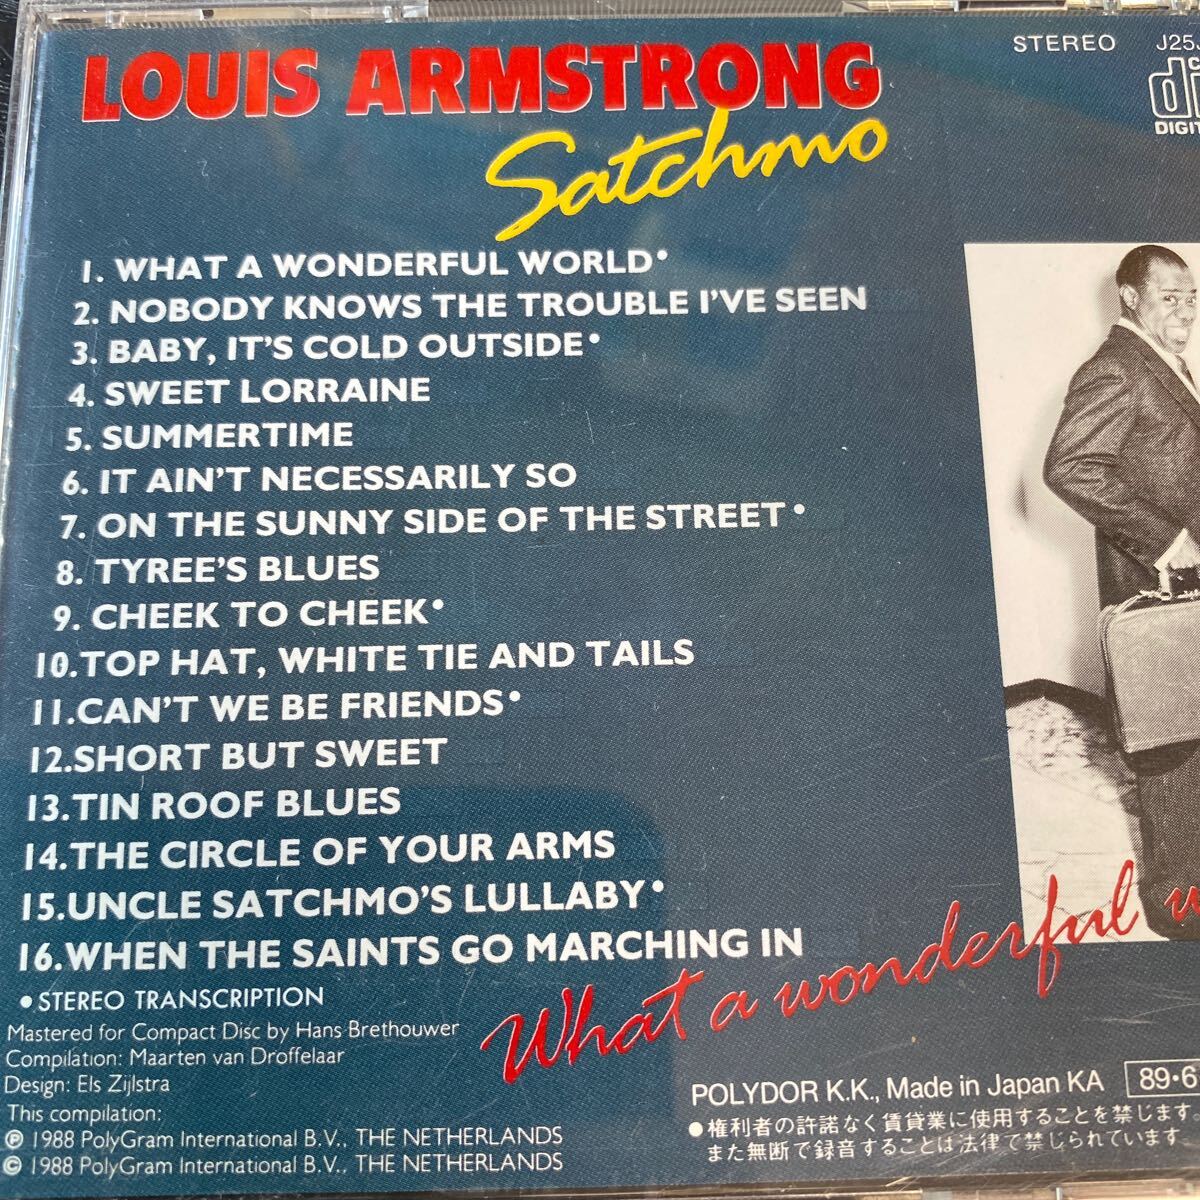 LOUIS ARMSTRONG
Satchmo
STEREO J25J
DIGIT
1. WHAT A WONDERFUL WORLD•
2. NOBODY KNOWS THE TROUBLE I'VE SEEN
3. BABY, IT'S COLD OUTSIDE•
4. SWEET LORRAINE
5. SUMMERTIME
6. IT AIN'T NECESSARILY SO
7. ON THE SUNNY SIDE OF THE STREET•
8. TYREE'S BLUES
9. CHEEK TO CHEEK•
10. TOP HAT, WHITE TIE AND TAILS
11. CAN'T WE BE FRIENDS•
12. SHORT BUT SWEET
13. TIN ROOF BLUES
14. THE CIRCLE OF YOUR ARMS
15. UNCLE SATCHMO'S LULLABY•
16. WHEN THE SAINTS GO MARCHING IN
•STEREO TRANSCRIPTION
What a wonderful w
Mastered for Compact Disc by Hans Brethouwer
Compilation: Maarten van Droffelaar
Design: Els Zijlstra
This compilation:
℗ 1988 PolyGram International B.V., THE NETHERLANDS
© 1988 PolyGram International B.V., THE NETHERLANDS
POLYDOR K.K., Made in Japan KA 89•6
●権利者の許諾なく賃貸業に使用することを禁じます
また無断で録音することは法律で禁じられています